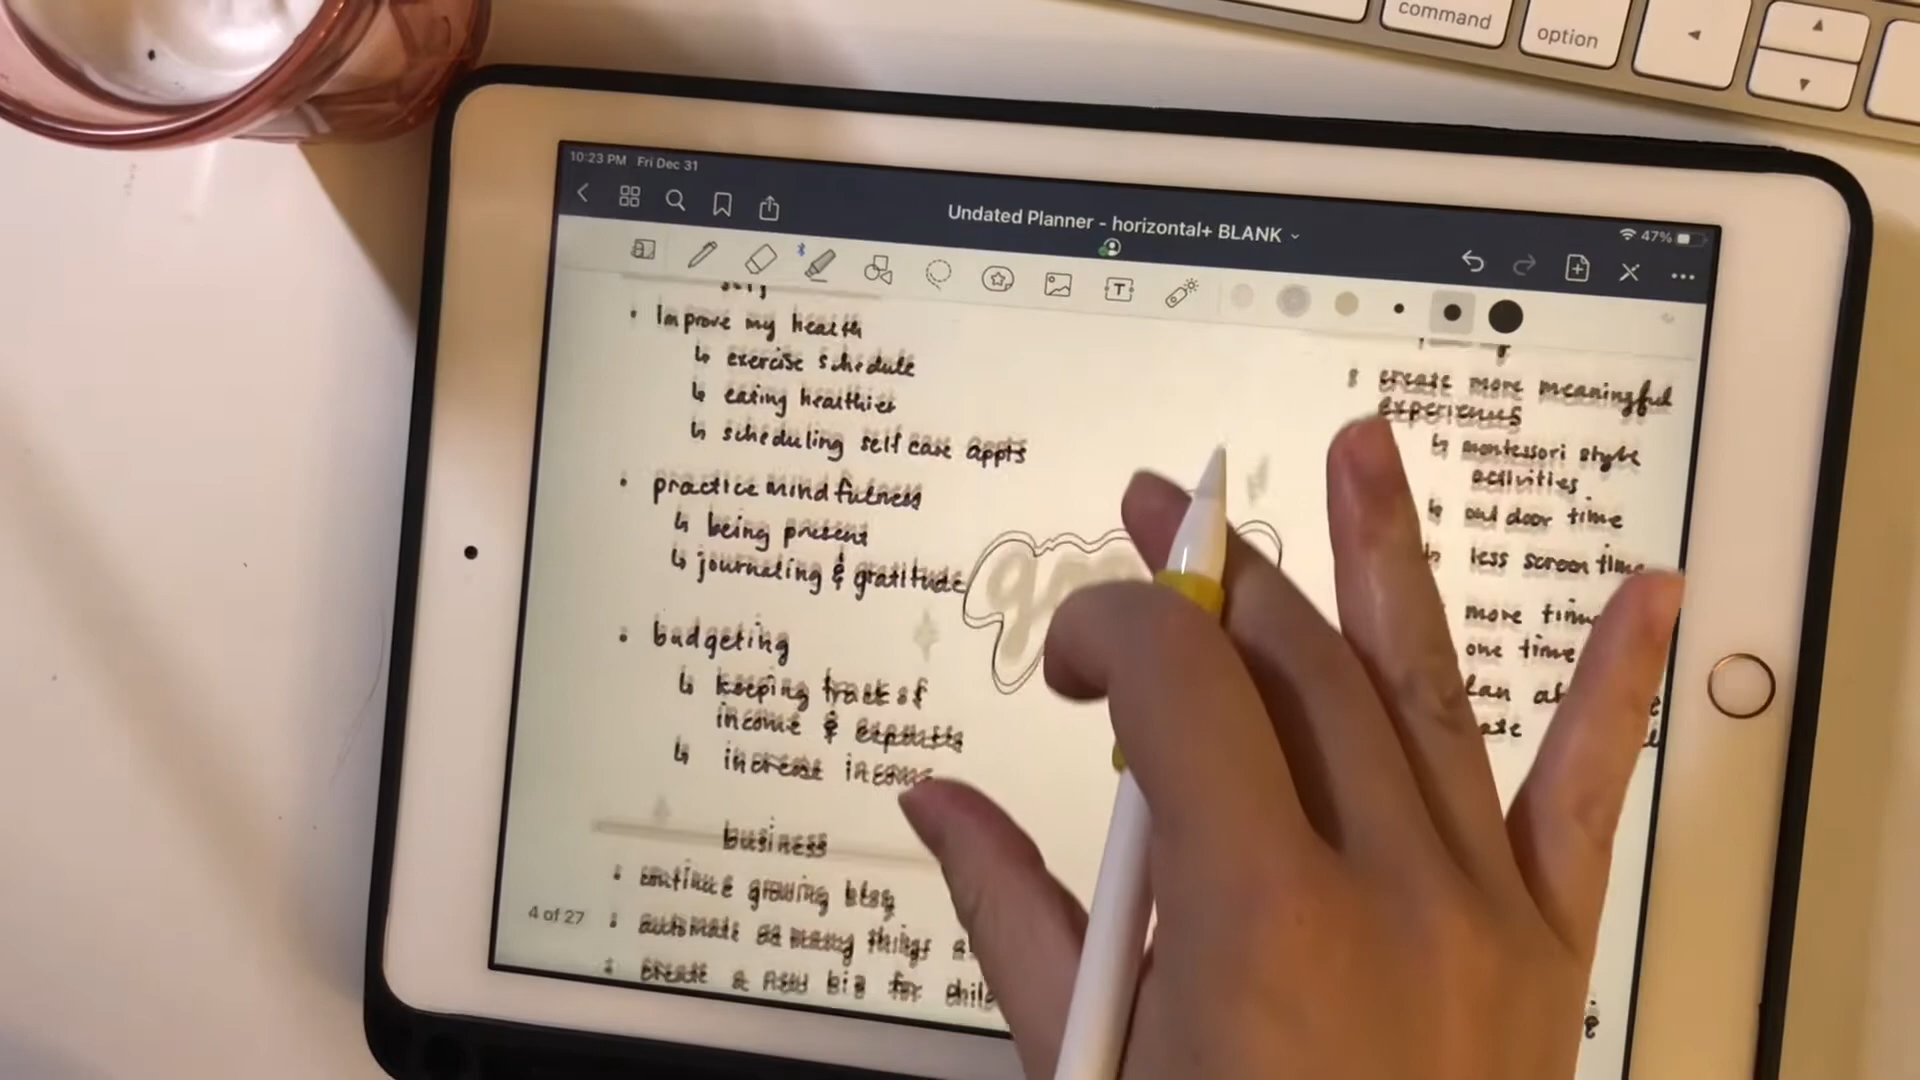 command
option
10:23 PM Fri Dec 31
47%
Undated Planner - horizontal+ BLANK
T
self
• Improve my health
↳ exercise schedule
↳ eating healthier
↳ scheduling self care appts
• practice mindfulness
↳ being present
↳ journaling & gratitude
• budgeting
↳ keeping track of
income & expenses
↳ increase income
business
• continue growing blog
• automate as many things
• create a new biz for
4 of 27
• create more meaningful
experiences
↳ montessori style
activities
↳ outdoor time
↳ less screen time
more time
one time